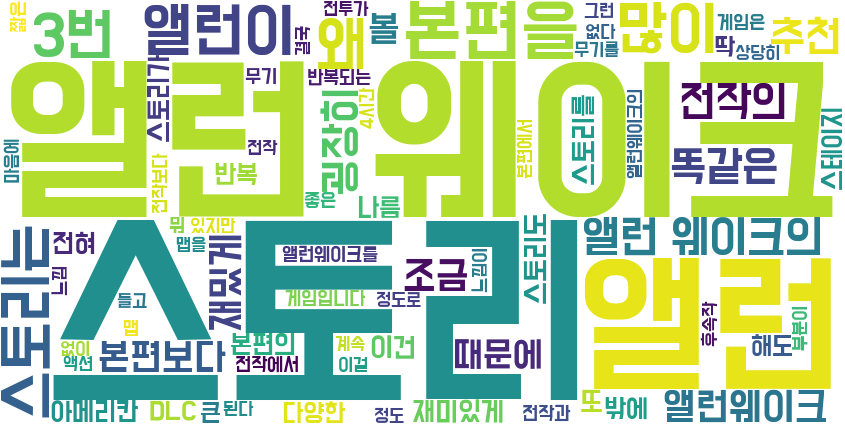 짧은
3번
앨런이
결국
전투가
왜
볼
본편을
그런
없다
무기를
많이
게임은
딱
상당히
추천
앨런 웨이크
스토리가
무기
반복되는
전작
굉장히
4시간
마음에
전작보다
반복
좋은
나름
본편에서
스토리를
앨런웨이크의
전작의
똑같은
스테이지
스토리는
전혀
느낌
뭐
있지만
맵을
재밌게
앨런웨이크를
조금
느낌이
스토리도
앨런 웨이크의
스토리
앨런
들고
맵
게임입니다
정도로
후속작
해도
부분이
없이
액션
본편보다
본편의
전작에서
계속
이걸
이건
때문에
아메리칸
DLC
큰
된다
다양한
정도
재미있게
전작과
또
밖에
앨런웨이크